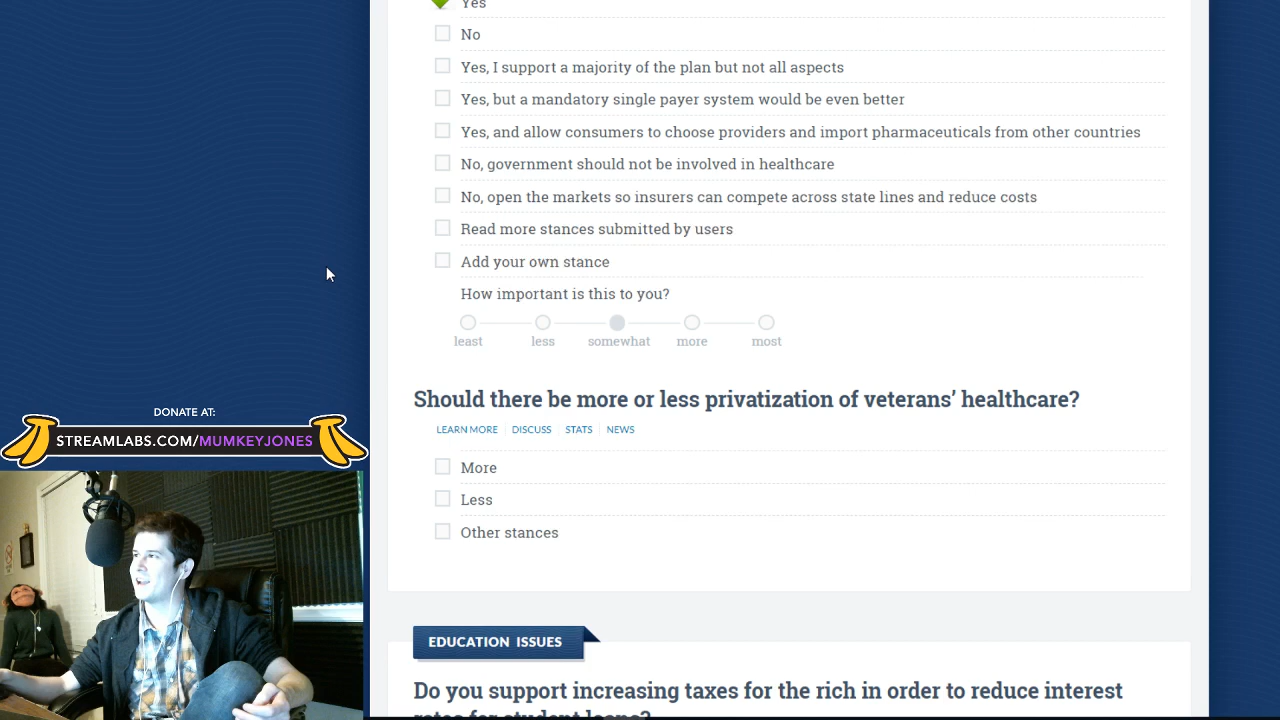 Yes
No
Yes, I support a majority of the plan but not all aspects
Yes, but a mandatory single payer system would be even better
Yes, and allow consumers to choose providers and import pharmaceuticals from other countries
No, government should not be involved in healthcare
No, open the markets so insurers can compete across state lines and reduce costs
Read more stances submitted by users
Add your own stance
How important is this to you?
least less somewhat more most
Should there be more or less privatization of veterans’ healthcare?
LEARN MORE DISCUSS STATS NEWS
More
Less
Other stances
EDUCATION ISSUES
Do you support increasing taxes for the rich in order to reduce interest
rates for student loans?
DONATE AT:
STREAMLABS.COM/MUMKEYJONES